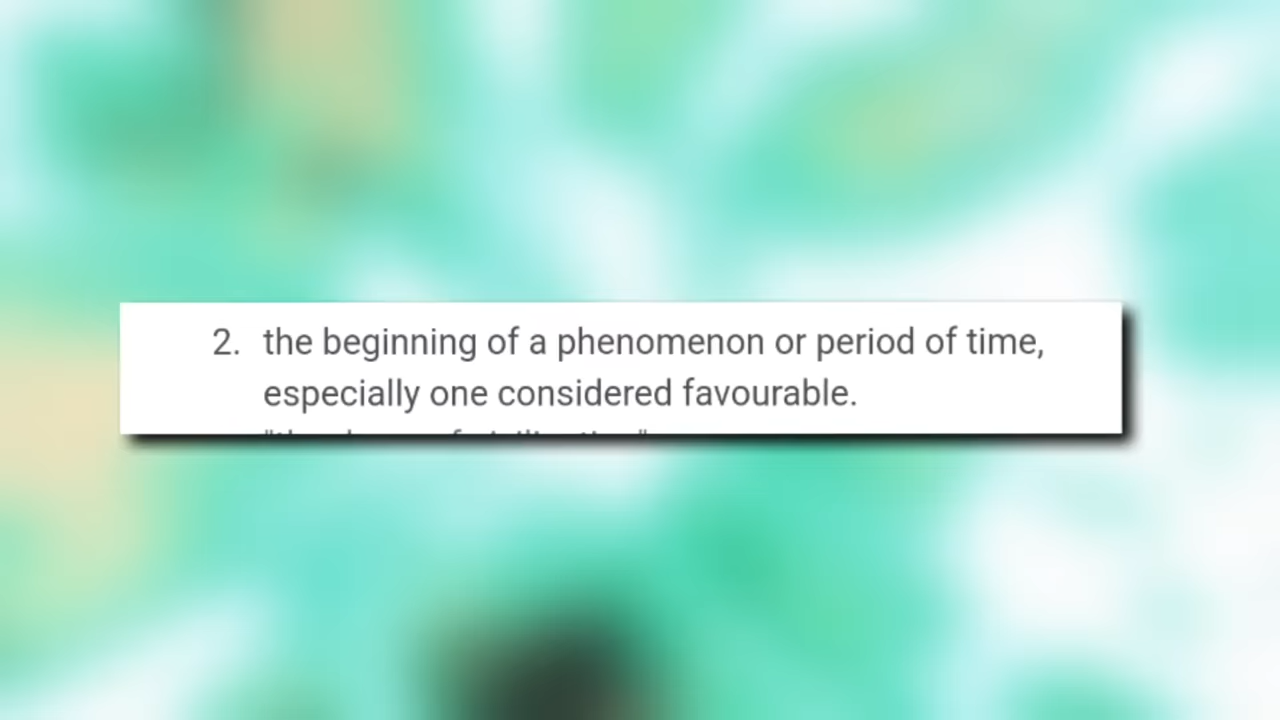 2. the beginning of a phenomenon or period of time,
especially one considered favourable.